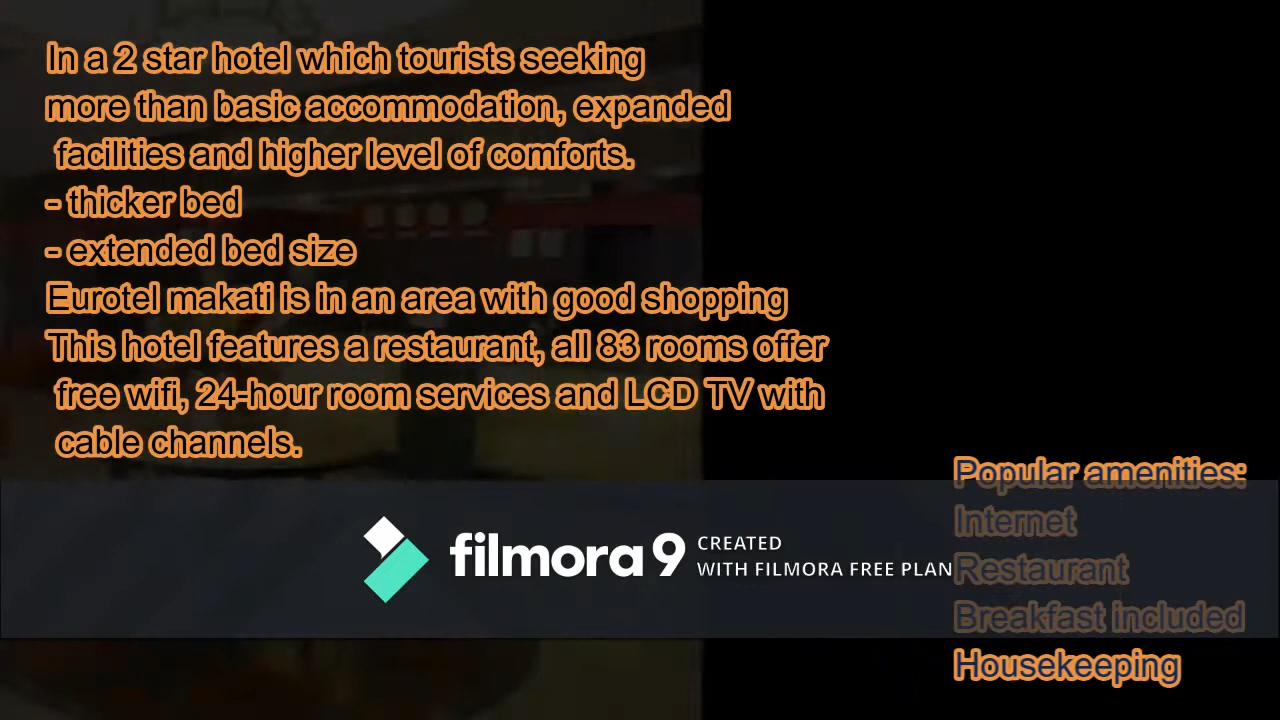 In a 2 star hotel which tourists seeking
more than basic accommodation, expanded
facilities and higher level of comforts.
- thicker bed
- extended bed size
Eurotel makati is in an area with good shopping
This hotel features a restaurant, all 83 rooms offer
free wifi, 24-hour room services and LCD TV with
cable channels.
Popular amenities:
Internet
Restaurant
Breakfast included
Housekeeping
filmora 9
CREATED
WITH FILMORA FREE PLAN